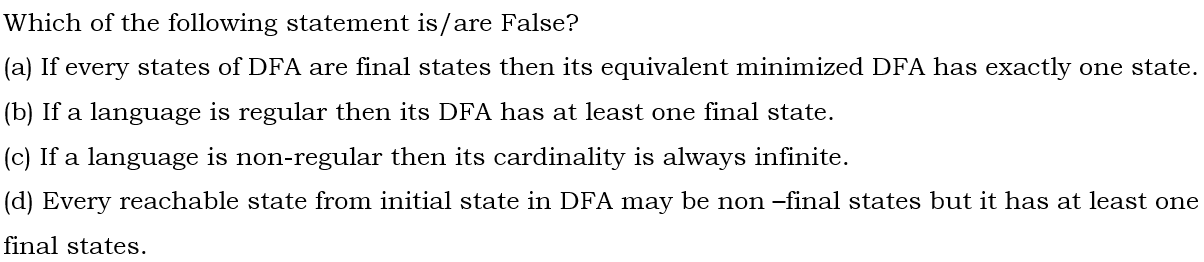 Which of the following statement is/are False?
(a) If every states of DFA are final states then its equivalent minimized DFA has exactly one state.
(b) If a language is regular then its DFA has at least one final state.
(c) If a language is non-regular then its cardinality is always infinite.
(d) Every reachable state from initial state in DFA may be non –final states but it has at least one
final states.